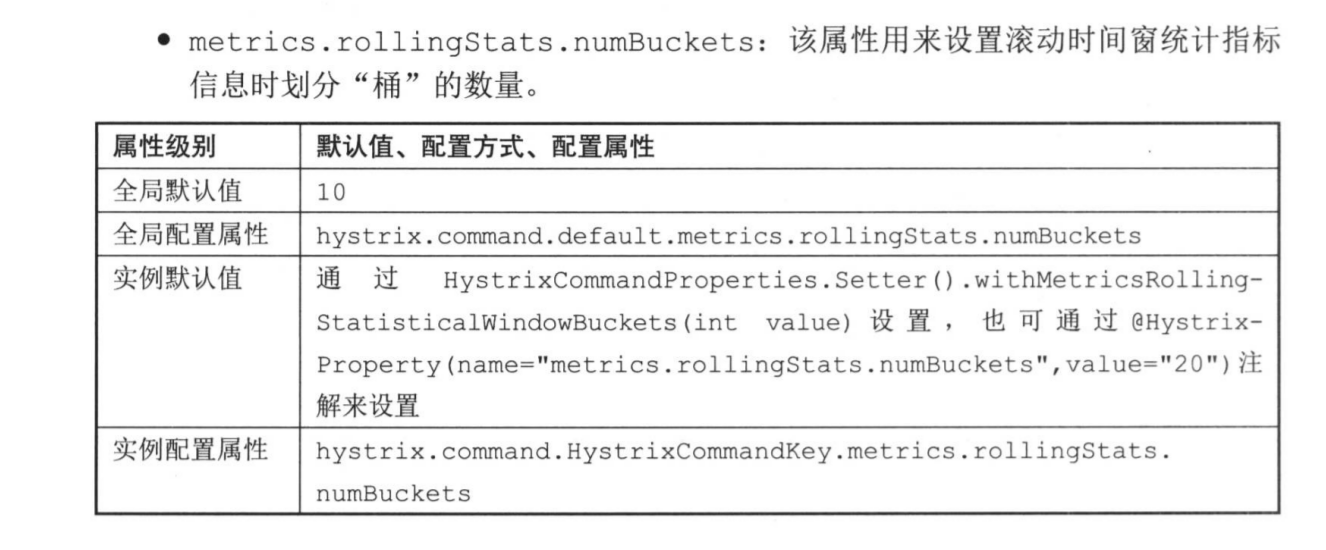 • metrics.rollingStats.numBuckets：该属性用来设置滚动时间窗统计指标
信息时划分“桶”的数量。
属性级别 默认值、配置方式、配置属性
全局默认值 10
全局配置属性 hystrix.command.default.metrics.rollingStats.numBuckets
实例默认值 通过 HystrixCommandProperties.Setter().withMetricsRolling-
StatisticalWindowBuckets(int value)设置，也可通过@Hystrix-
Property(name="metrics.rollingStats.numBuckets",value="20")注
解来设置
实例配置属性 hystrix.command.HystrixCommandKey.metrics.rollingStats.
numBuckets